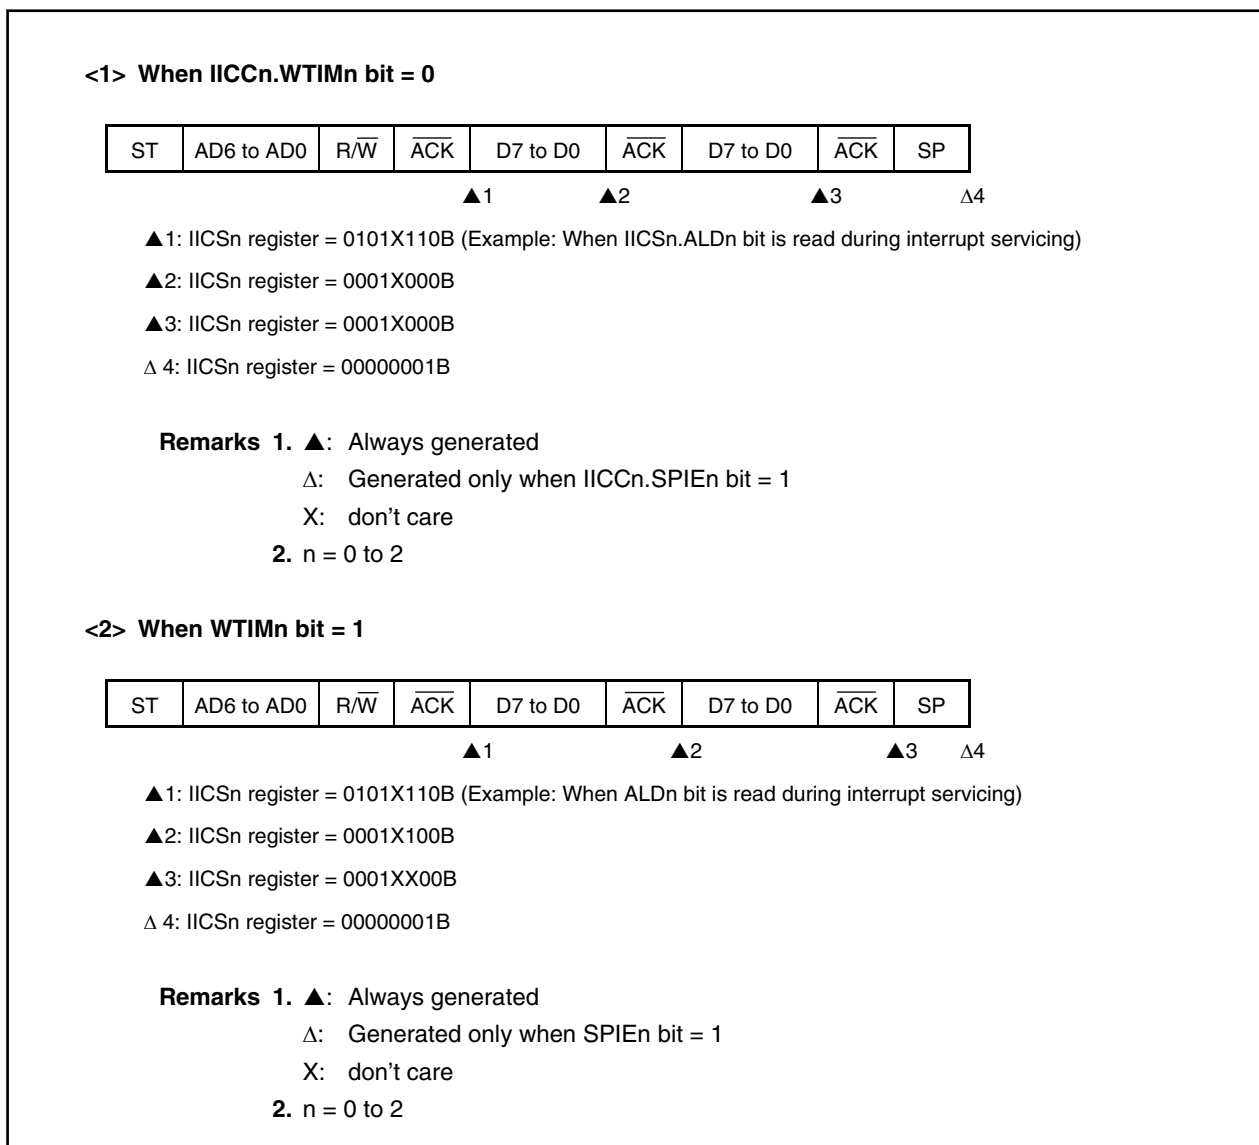 <1> When IICCn.WTIMn bit = 0
ST AD6 to AD0 R/W̅ A̅C̅K̅ D7 to D0 A̅C̅K̅ D7 to D0 A̅C̅K̅ SP
▲1 ▲2 ▲3 Δ4
▲1: IICSn register = 0101X110B (Example: When IICSn.ALDn bit is read during interrupt servicing)
▲2: IICSn register = 0001X000B
▲3: IICSn register = 0001X000B
Δ 4: IICSn register = 00000001B
Remarks 1. ▲: Always generated
Δ: Generated only when IICCn.SPIEn bit = 1
X: don't care
2. n = 0 to 2
<2> When WTIMn bit = 1
ST AD6 to AD0 R/W̅ A̅C̅K̅ D7 to D0 A̅C̅K̅ D7 to D0 A̅C̅K̅ SP
▲1 ▲2 ▲3 Δ4
▲1: IICSn register = 0101X110B (Example: When ALDn bit is read during interrupt servicing)
▲2: IICSn register = 0001X100B
▲3: IICSn register = 0001XX00B
Δ 4: IICSn register = 00000001B
Remarks 1. ▲: Always generated
Δ: Generated only when SPIEn bit = 1
X: don't care
2. n = 0 to 2